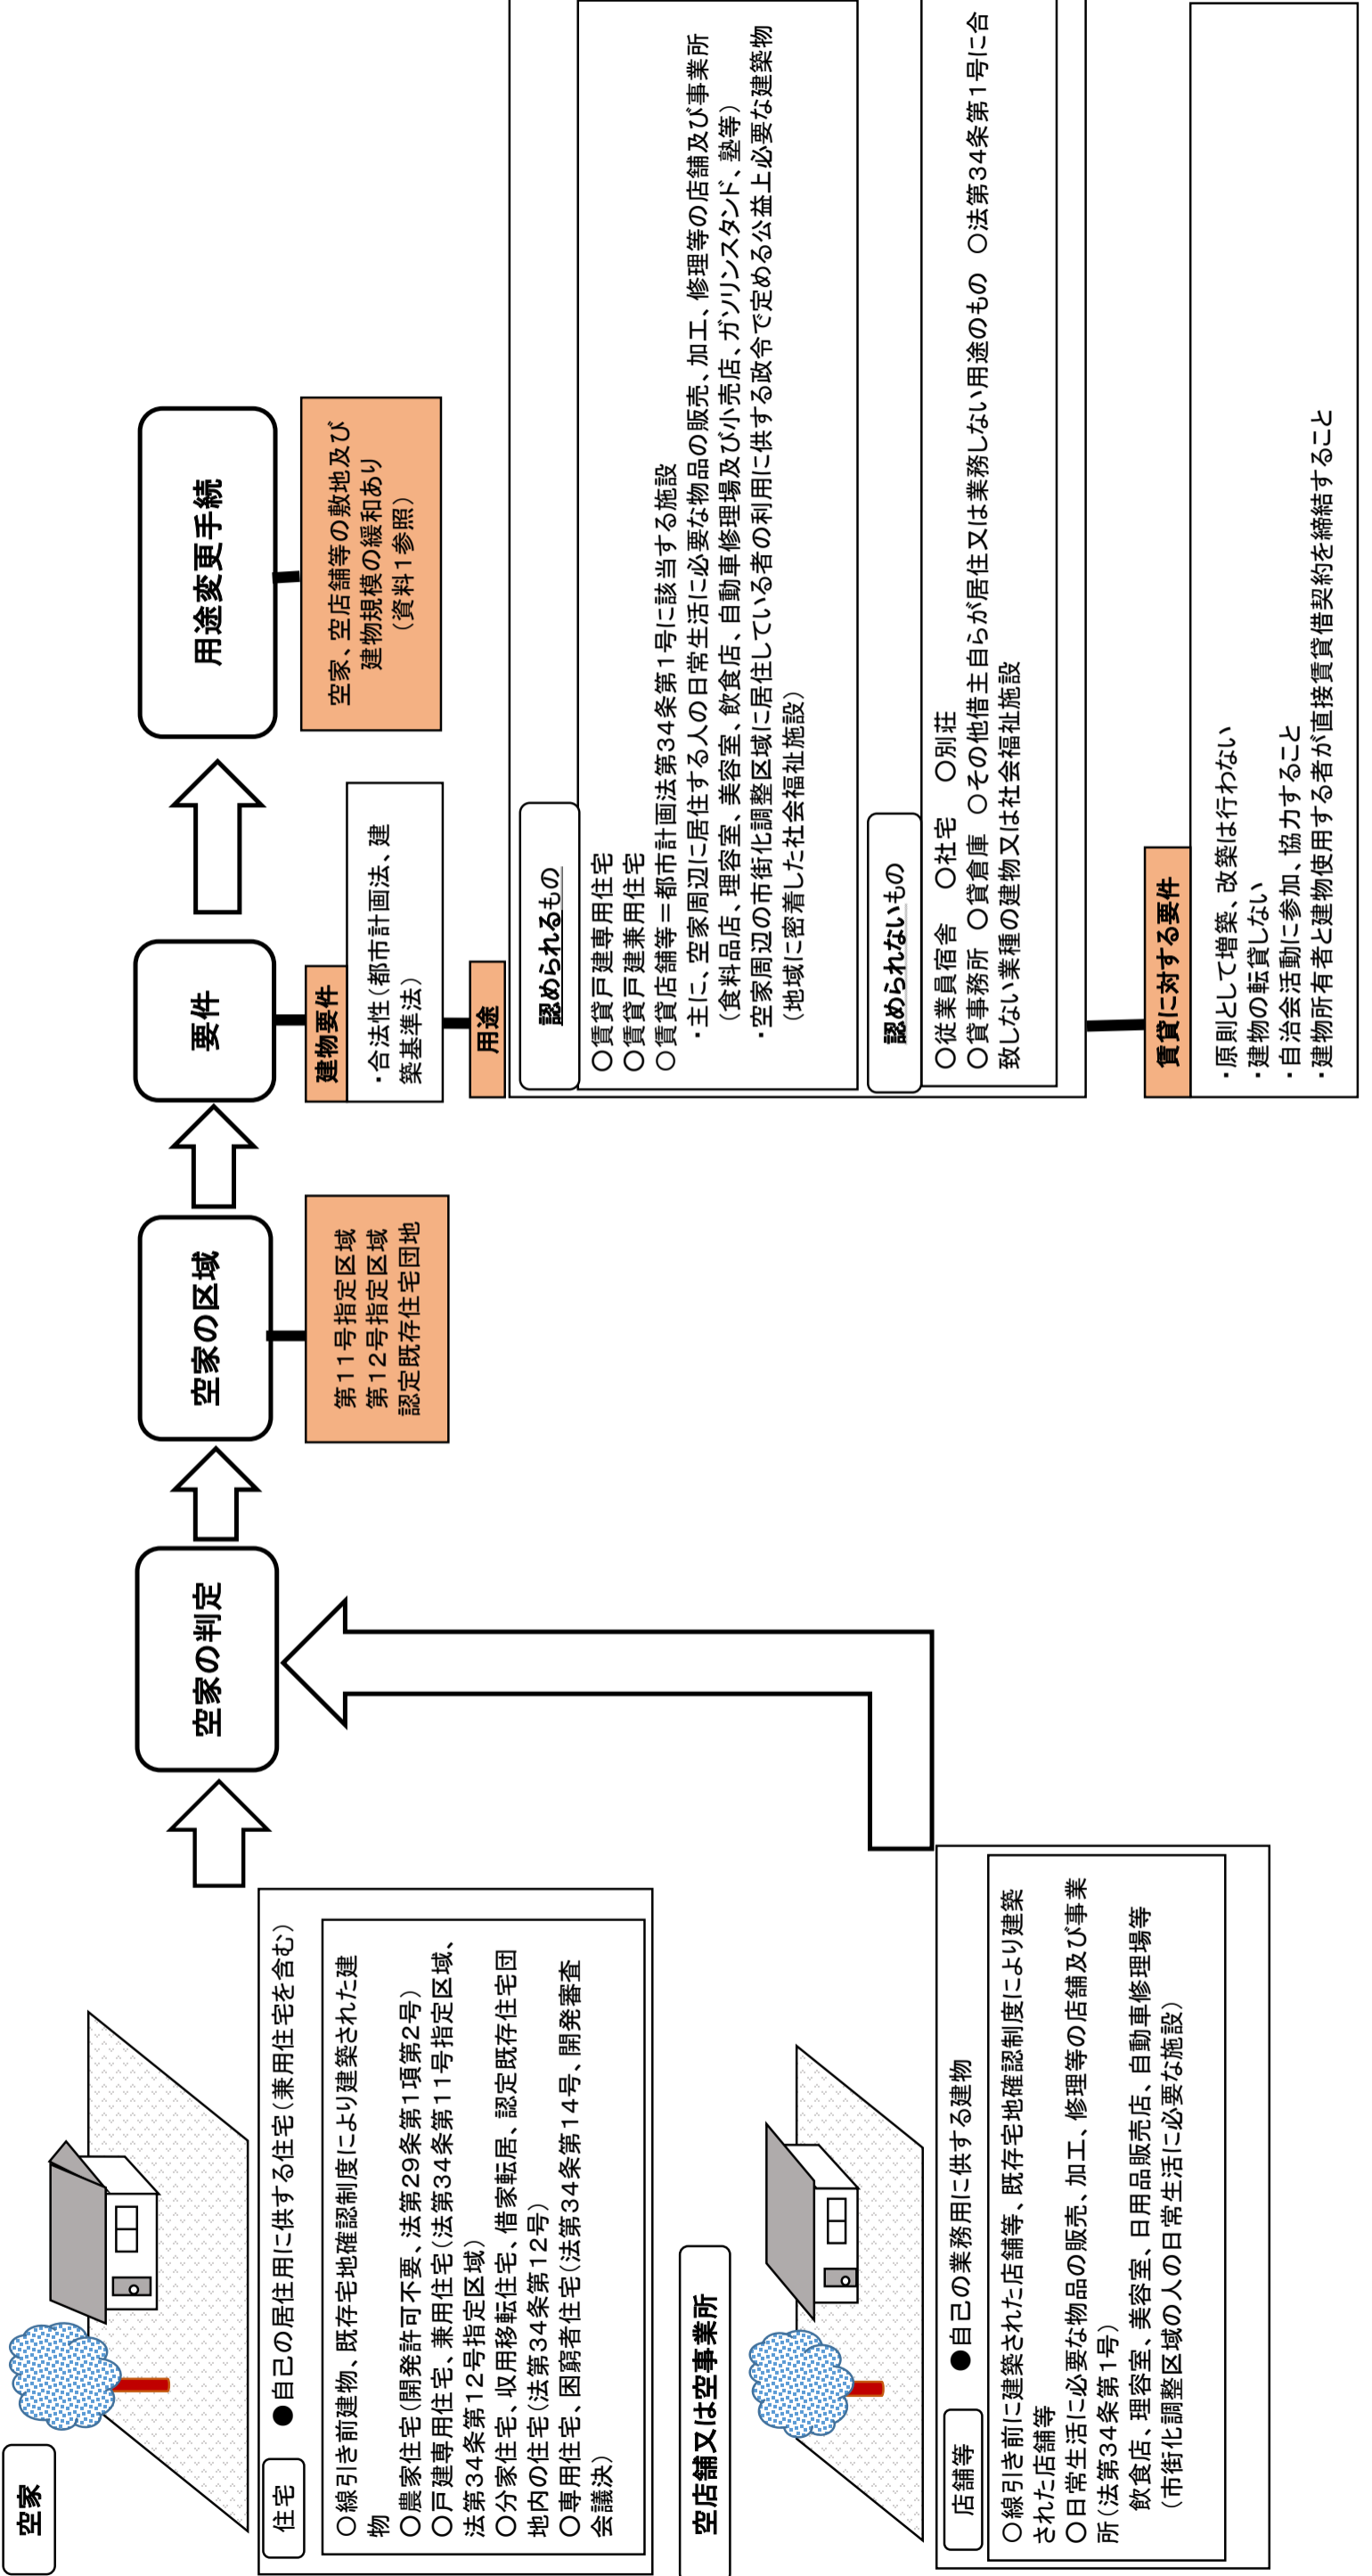 空家
住宅
●自己の居住用に供する住宅(兼用住宅を含む)
○線引き前建物、既存宅地確認制度により建築された建
物
○農家住宅(開発許可不要、法第29条第1項第2号)
○戸建専用住宅、兼用住宅(法第34条第11号指定区域、
法第34条第12号指定区域)
○分家住宅、収用移転住宅、借家転居、認定既存住宅団
地内の住宅(法第34条第12号)
○専用住宅、困窮者住宅(法第34条第14号、開発審査
会議決)
空店舗又は空事業所
店舗等
●自己の業務用に供する建物
○線引き前に建築された店舗等、既存宅地確認制度により建築
された店舗等
○日常生活に必要な物品の販売、加工、修理等の店舗及び事業
所(法第34条第1号)
飲食店、理容室、美容室、日用品販売店、自動車修理場等
(市街化調整区域の人の日常生活に必要な施設)
空家の判定
空家の区域
第11号指定区域
第12号指定区域
認定既存住宅団地
要件
建物要件
・合法性(都市計画法、建
築基準法)
用途
認められるもの
○賃貸戸建専用住宅
○賃貸戸建兼用住宅
○賃貸店舗等=都市計画法第34条第1号に該当する施設
・主に、空家周辺に居住する人の日常生活に必要な物品の販売、加工、修理等の店舗及び事業所
(食料品店、理容室、美容室、飲食店、自動車修理場及び小売店、ガソリンスタンド、塾等)
・空家周辺の市街化調整区域に居住している者の利用に供する政令で定める公益上必要な建築物
(地域に密着した社会福祉施設)
認められないもの
○従業員宿舎 ○社宅 ○別荘
○貸事務所 ○貸倉庫 ○その他借主自らが居住又は業務しない用途のもの ○法第34条第1号に合
致しない業種の建物又は社会福祉施設
賃貸に対する要件
・原則として増築、改築は行わない
・建物の転貸しない
・自治会活動に参加、協力すること
・建物所有者と建物使用する者が直接賃貸借契約を締結すること
用途変更手続
空家、空店舗等の敷地及び
建物規模の緩和あり
(資料1参照)